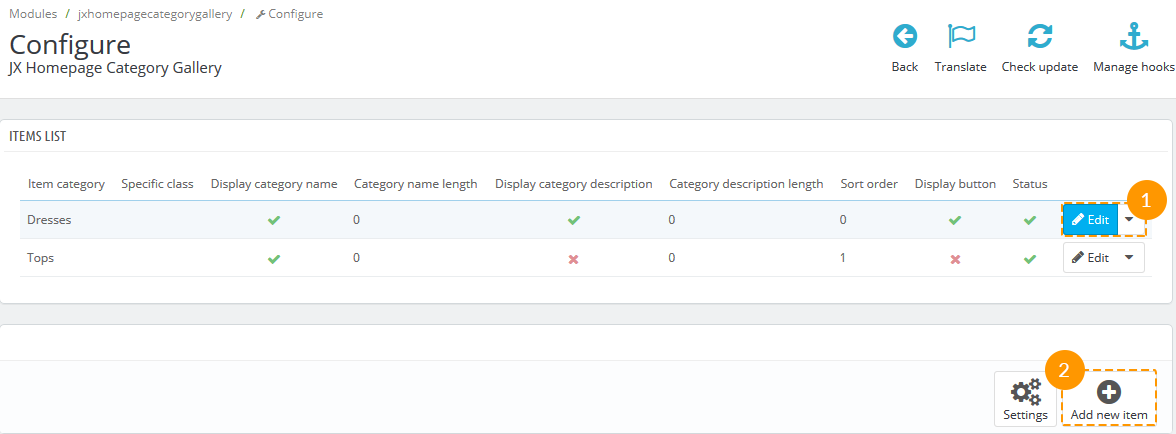 Modules / jxhomepagecategorygallery / Configure
Configure
JX Homepage Category Gallery
Back Translate Check update Manage hooks
ITEMS LIST
Item category Specific class Display category name Category name length Display category description Category description length Sort order Display button Status
1
Dresses 0 0 0 Edit
Tops 0 0 1 Edit
2
Settings Add new item